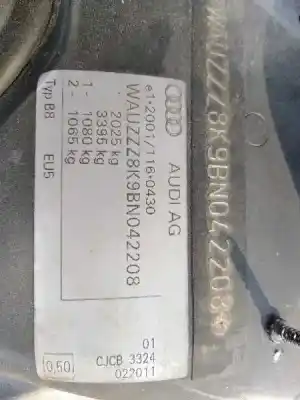 AUDI AG
e1*2001/116*0430
WAUZZZ8K9BN042208
2025 kg
3395 kg
1- 1080 kg
2- 1065 kg
Typ B8 EU5
01
CJCB 3324
0,50 022011
WAUZZZ8K9BN042208